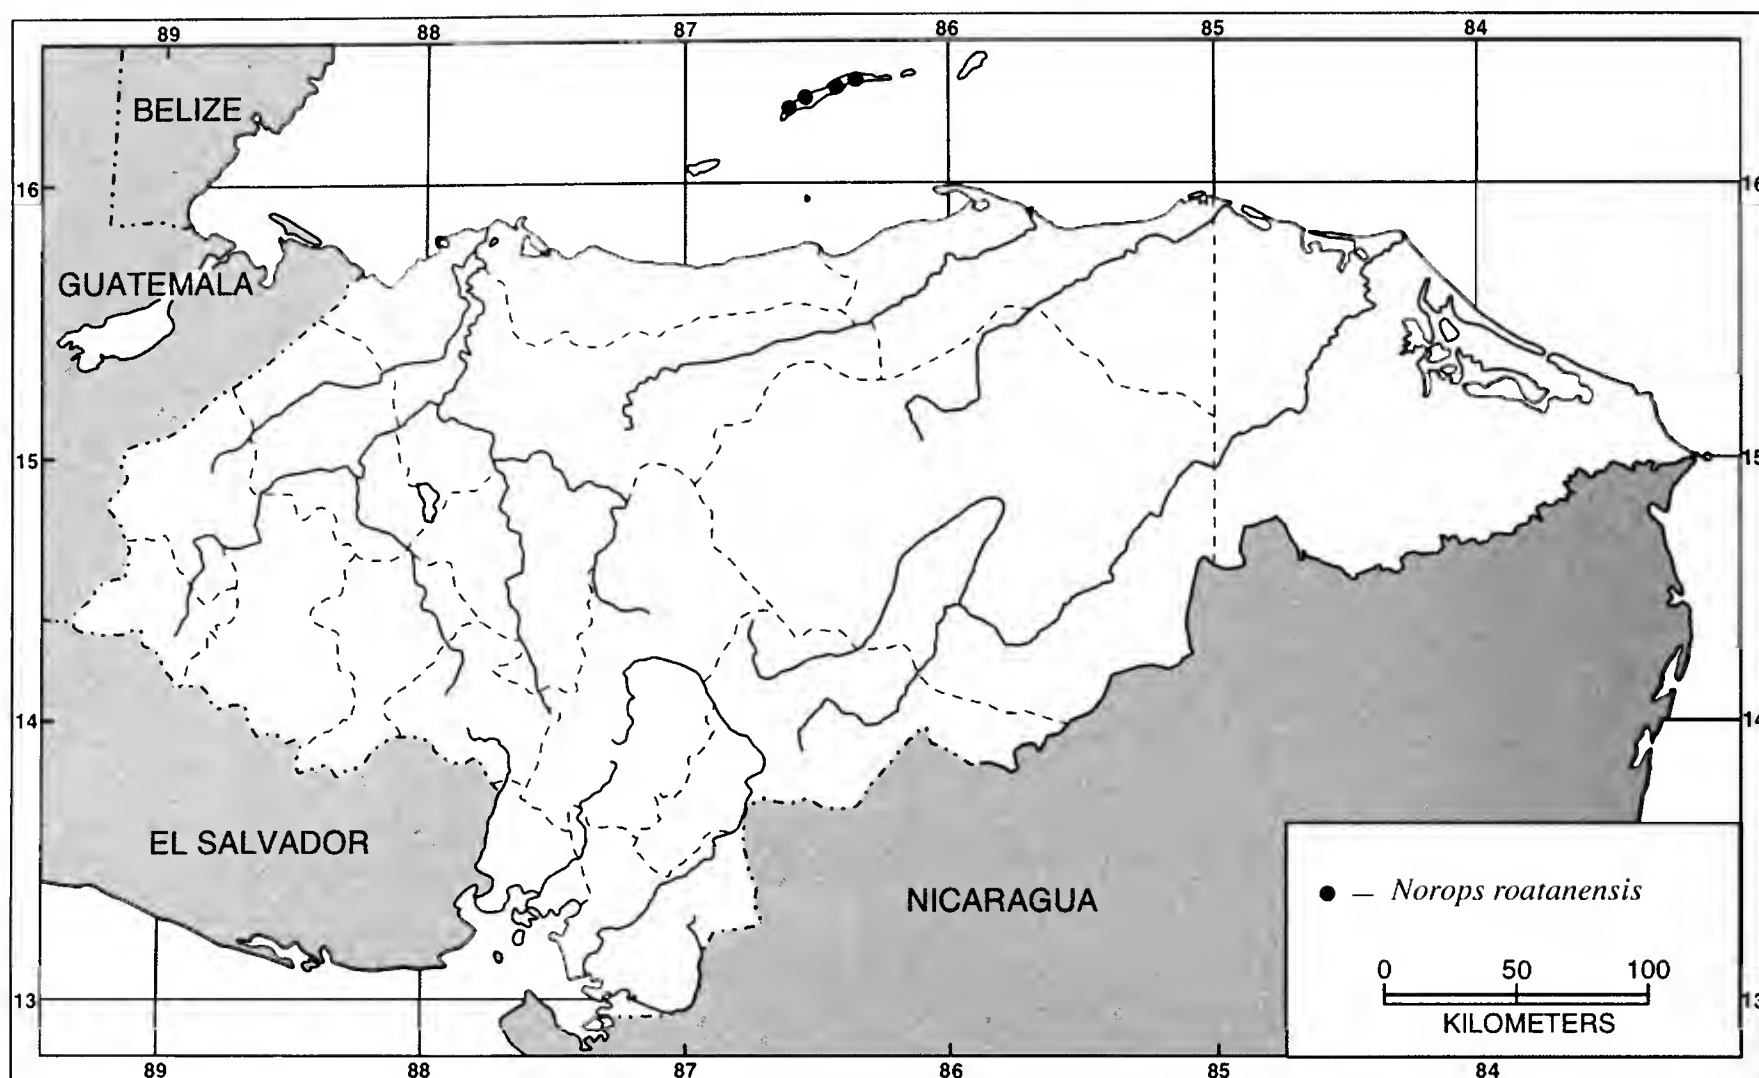 89 88 87 86 85 84
BELIZE
16 16
GUATEMALA
15 15
14 14
EL SALVADOR
NICARAGUA
● – Norops roatanensis
0 50 100
KILOMETERS
13 13
89 88 87 86 85 84